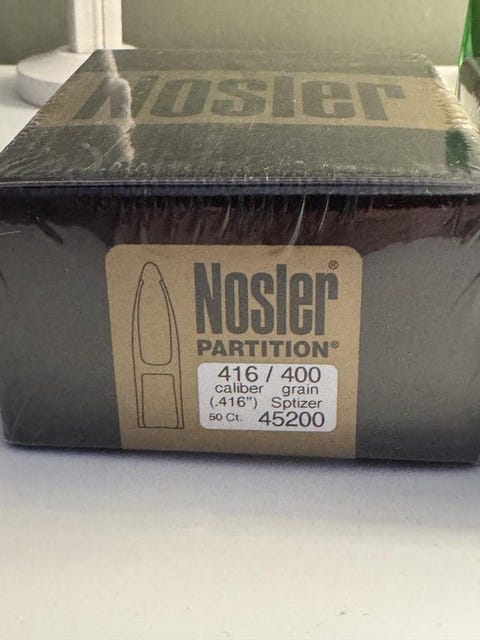 Nosler
Nosler®
PARTITION®
416 / 400
caliber grain
(.416") Sptizer
50 Ct. 45200